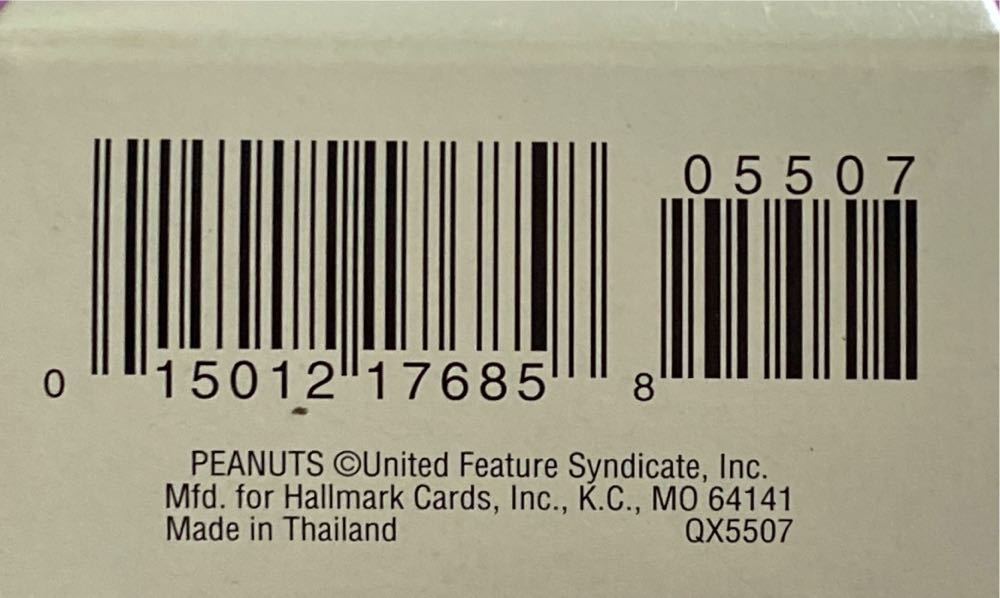 05507
0 15012 17685 8
PEANUTS ©United Feature Syndicate, Inc.
Mfd. for Hallmark Cards, Inc., K.C., MO 64141
Made in Thailand QX5507